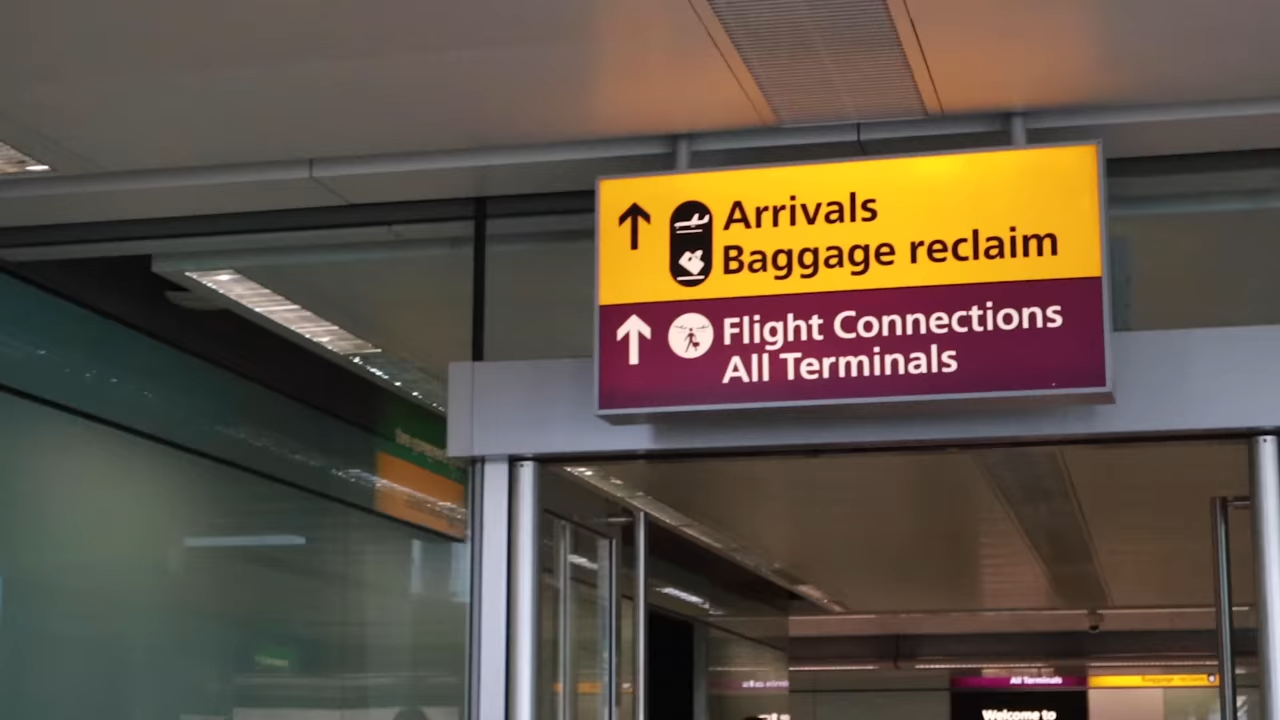 Arrivals
Baggage reclaim
Flight Connections
All Terminals
All Terminals
Baggage reclaim
Welcome to